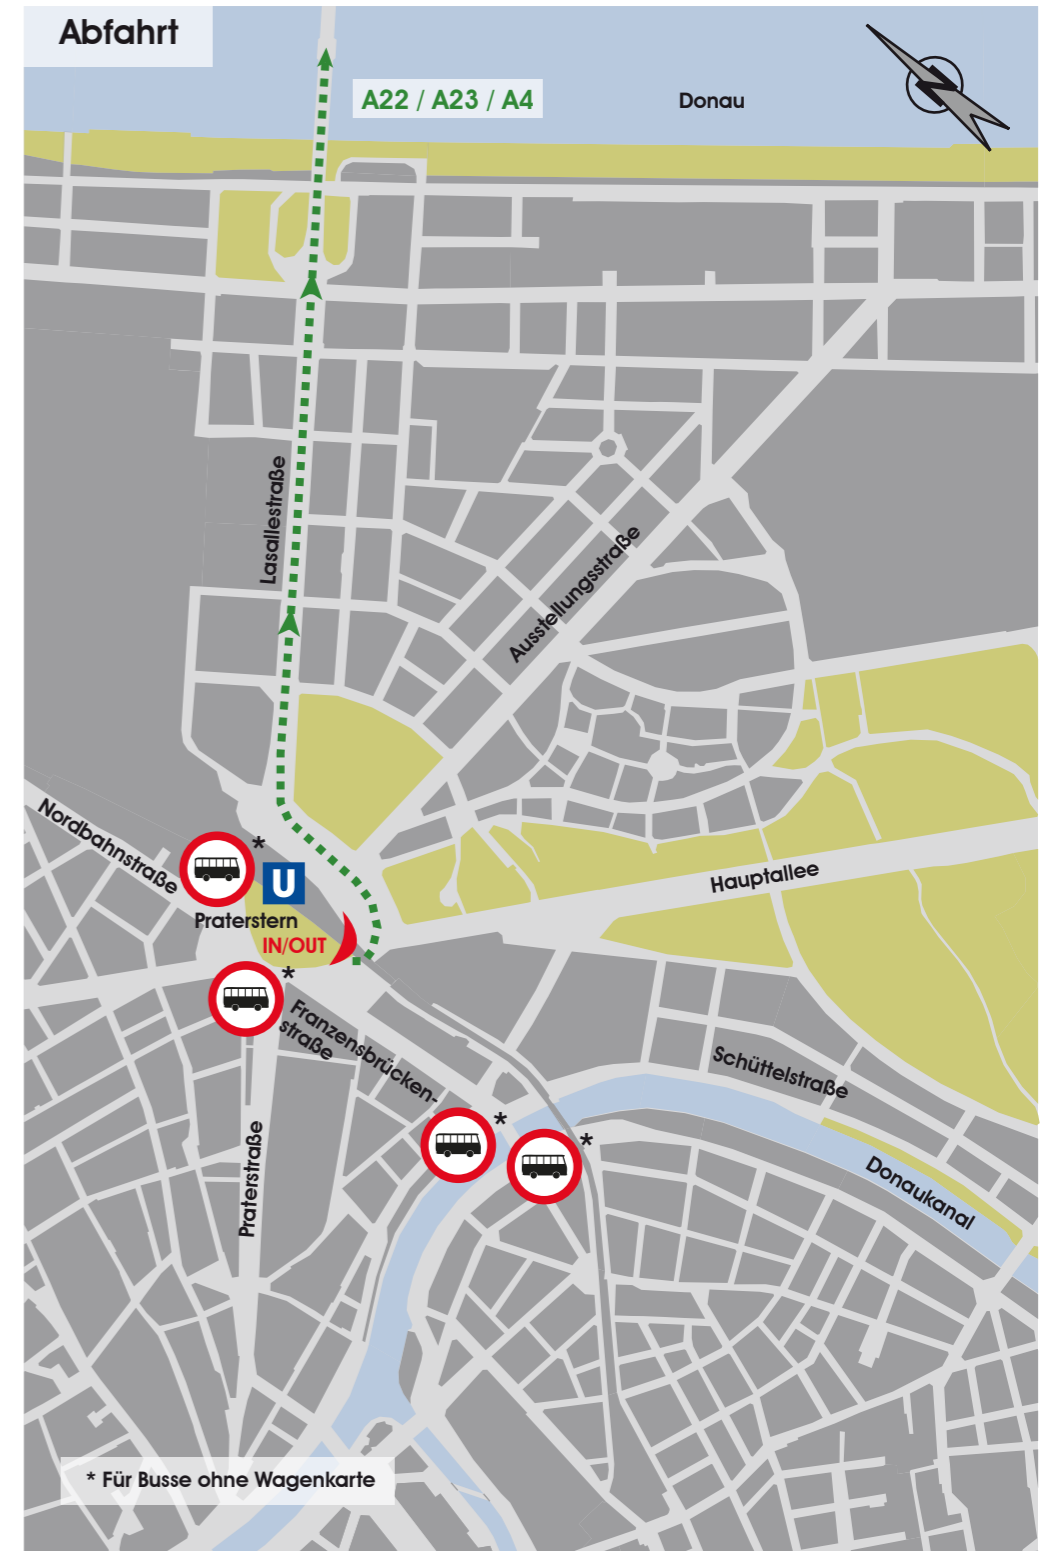 Abfahrt
A22 / A23 / A4
Donau
Lasallestraße
Ausstellungsstraße
Nordbahnstraße
*
U
Hauptallee
Praterstern
IN/OUT
*
Franzensbrücken-
straße
Schüttelstraße
*
*
Praterstraße
Donaukanal
* Für Busse ohne Wagenkarte